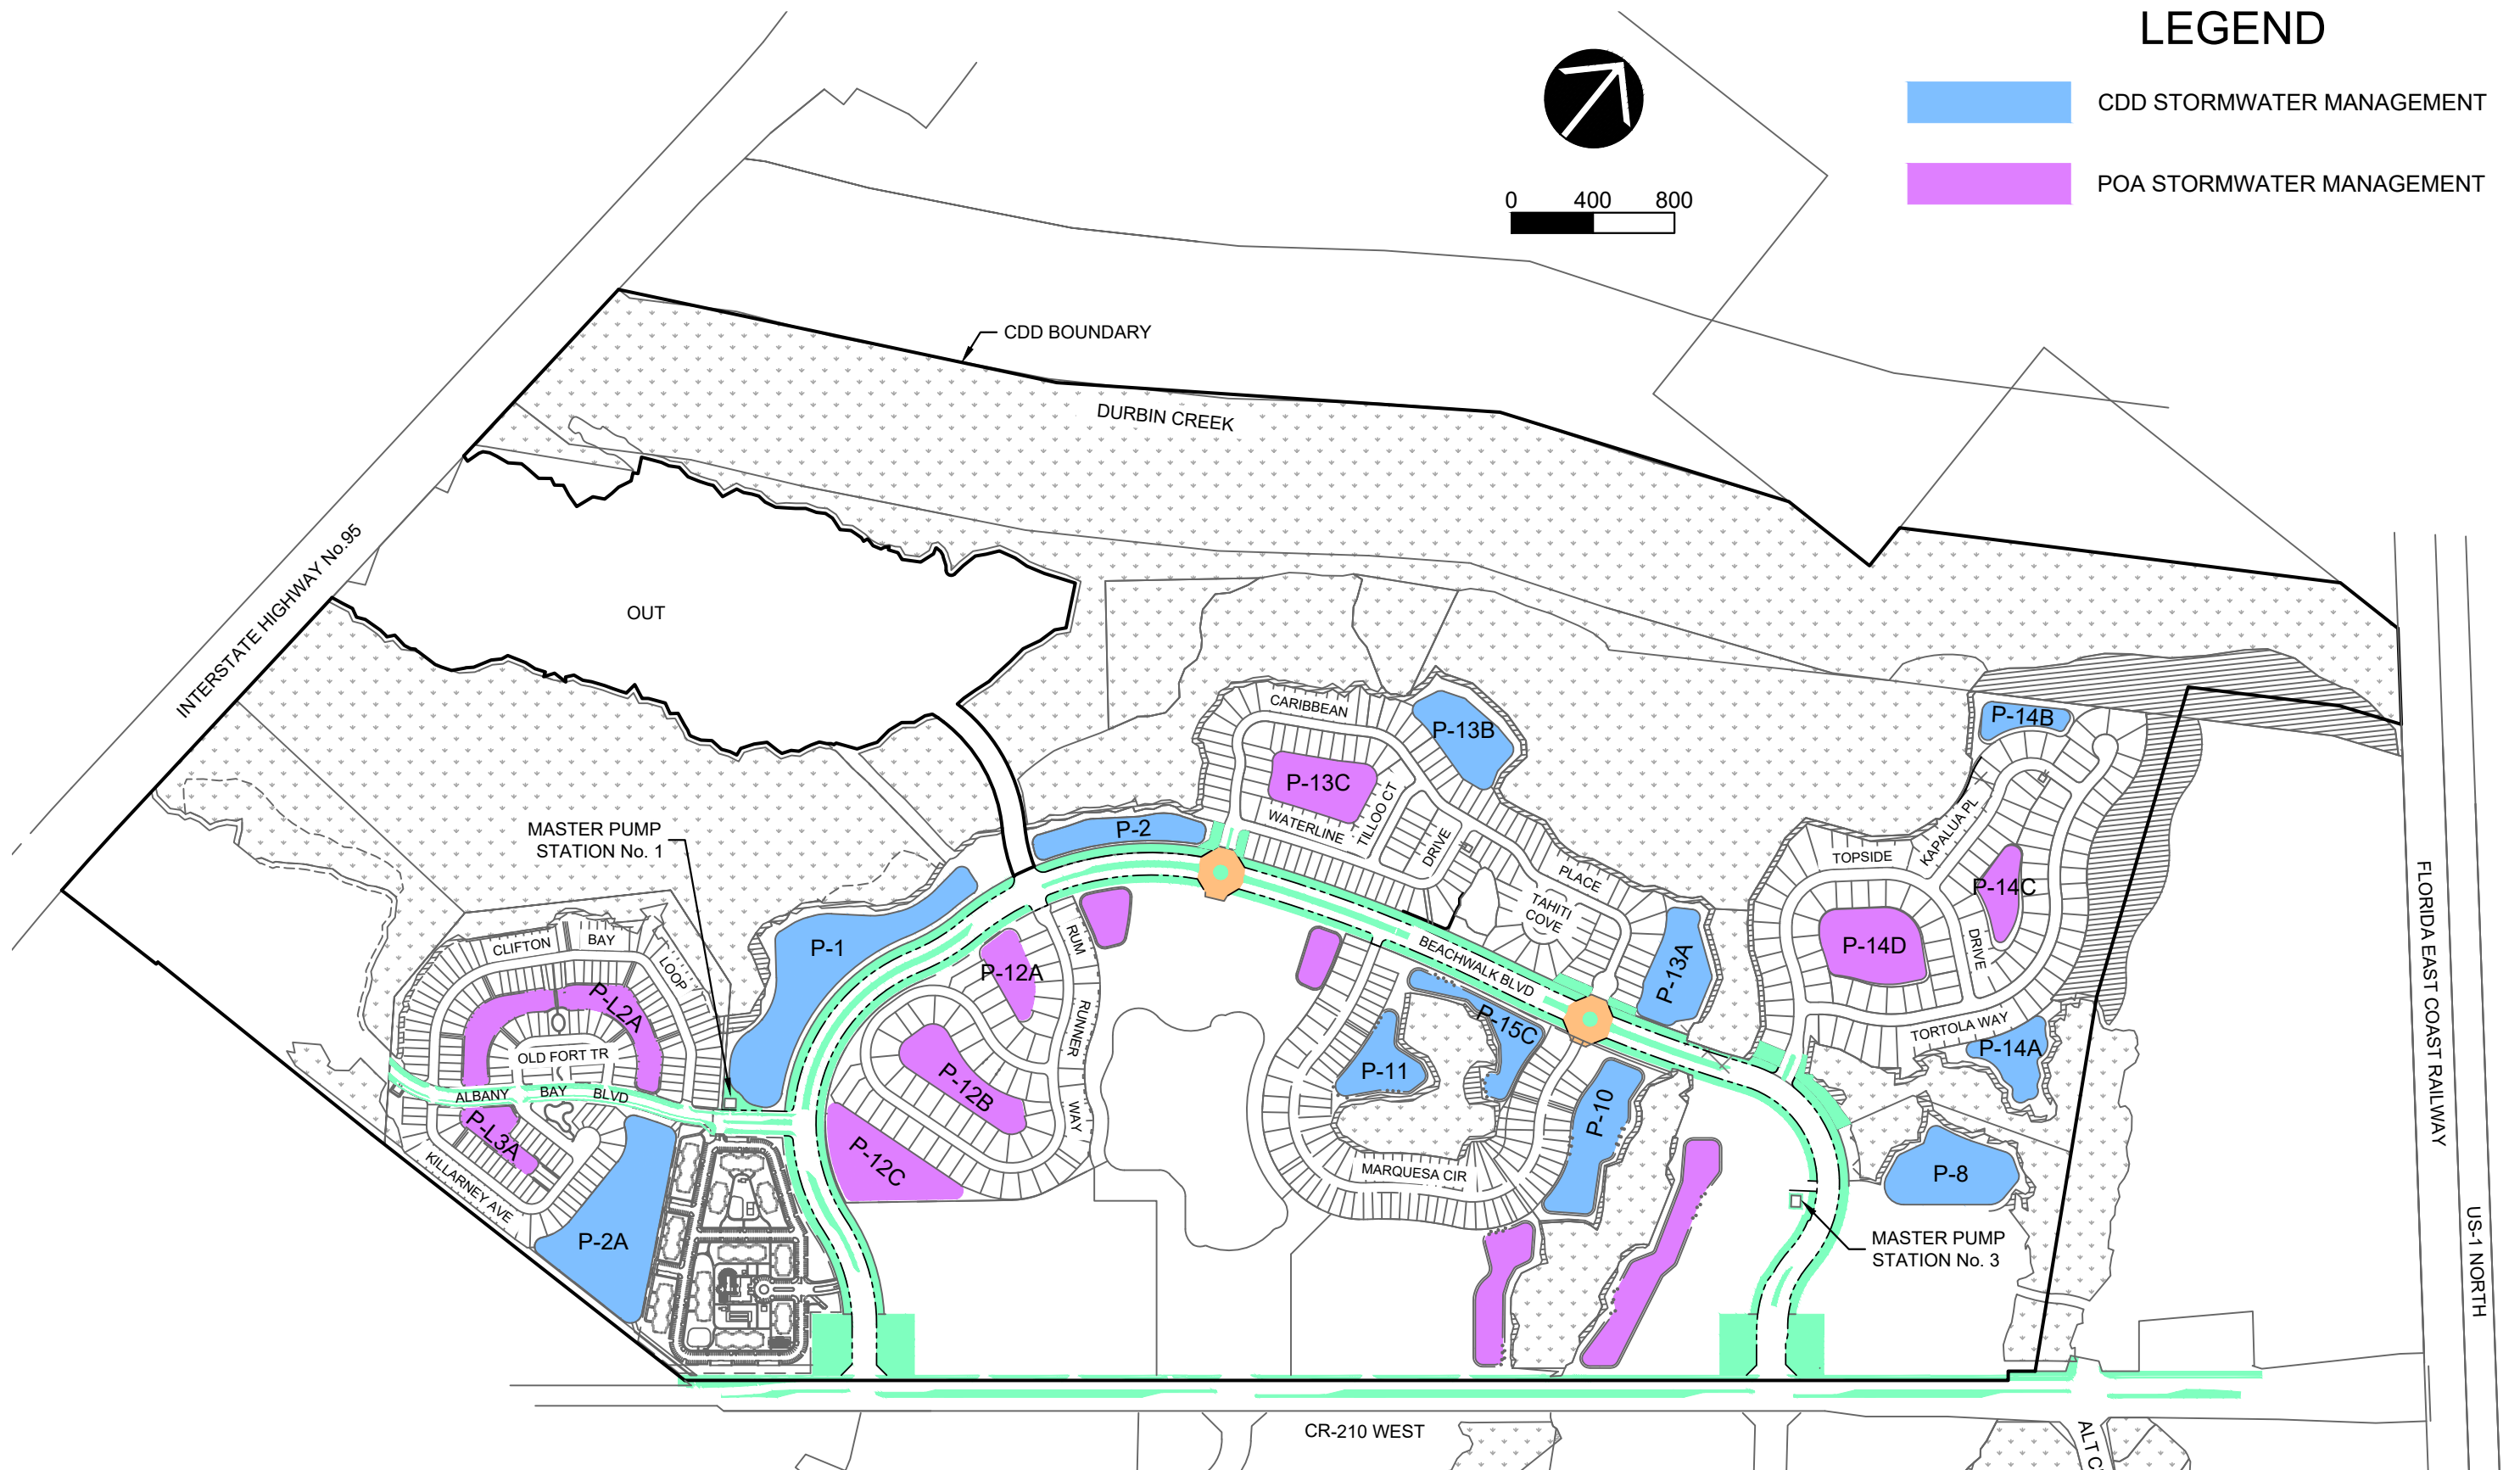 LEGEND
CDD STORMWATER MANAGEMENT
POA STORMWATER MANAGEMENT
0 400 800
CDD BOUNDARY
DURBIN CREEK
INTERSTATE HIGHWAY No.95
OUT
CARIBBEAN
P-13B
P-14B
P-13C
TILLOO CT
WATERLINE
DRIVE
KAPALUA PL
TOPSIDE
MASTER PUMP
STATION No. 1
P-2
PLACE
P-14C
TAHITI
COVE
P-1
CLIFTON
BAY
LOOP
RUM
P-12A
BEACHWALK BLVD
P-13A
P-14D
DRIVE
P-L2A
RUNNER
P-15C
TORTOLA WAY
P-14A
OLD FORT TR
P-11
P-12B
P-10
ALBANY
BAY
BLVD
WAY
P-L3A
P-12C
KILLARNEY AVE
MARQUESA CIR
P-8
P-2A
MASTER PUMP
STATION No. 3
FLORIDA EAST COAST RAILWAY
US-1 NORTH
CR-210 WEST
ALT